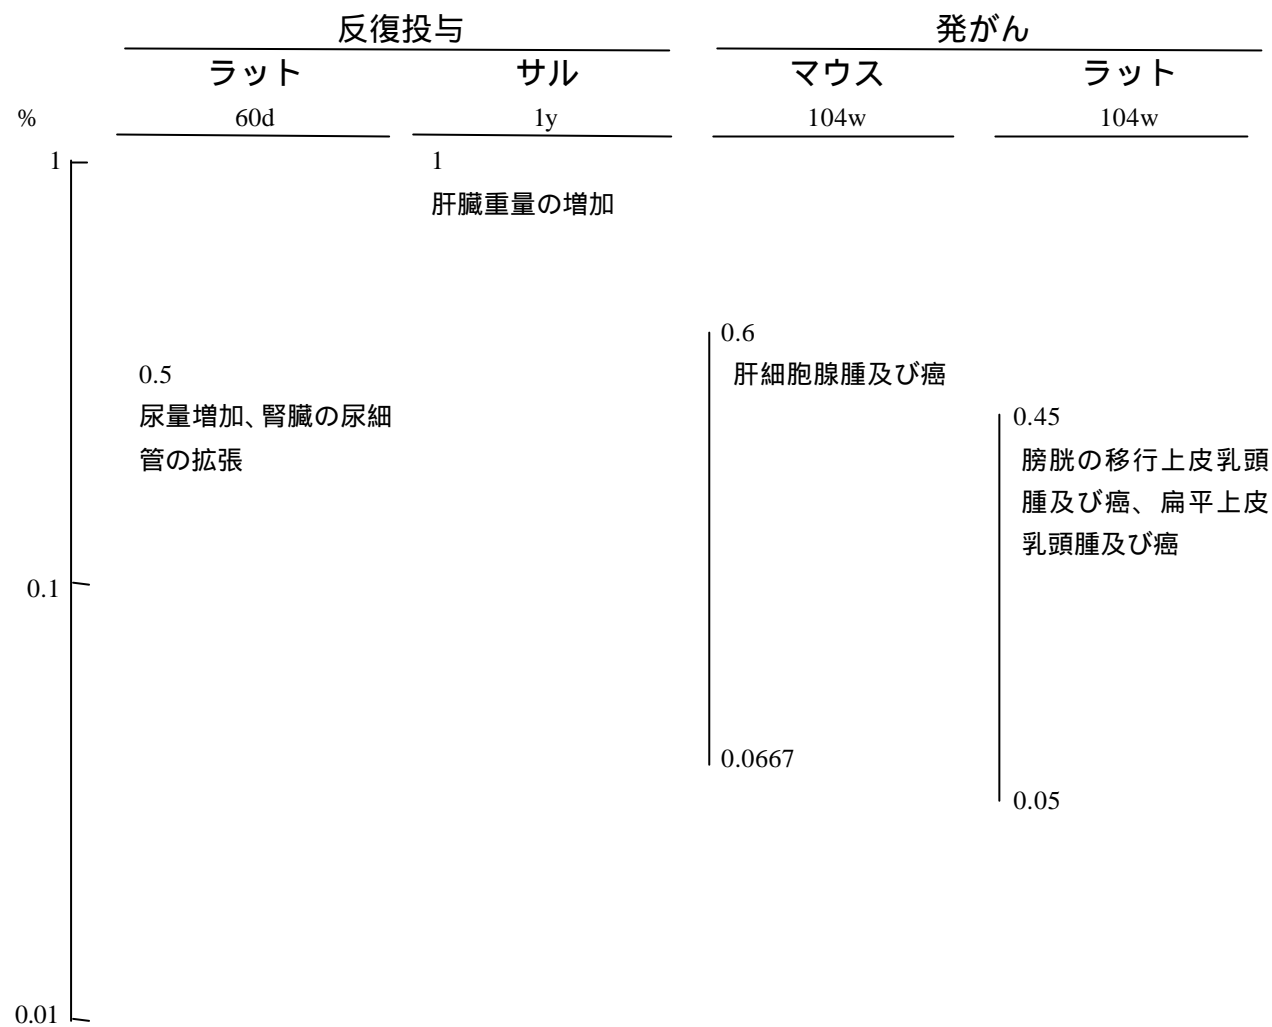 反復投与 発がん
ラット サル マウス ラット
% 60d 1y 104w 104w
1 1
肝臓重量の増加
0.6
肝細胞腺腫及び癌
0.5
尿量増加、腎臓の尿細
管の拡張
0.45
膀胱の移行上皮乳頭
腫及び癌、扁平上皮
乳頭腫及び癌
0.1
0.0667
0.05
0.01